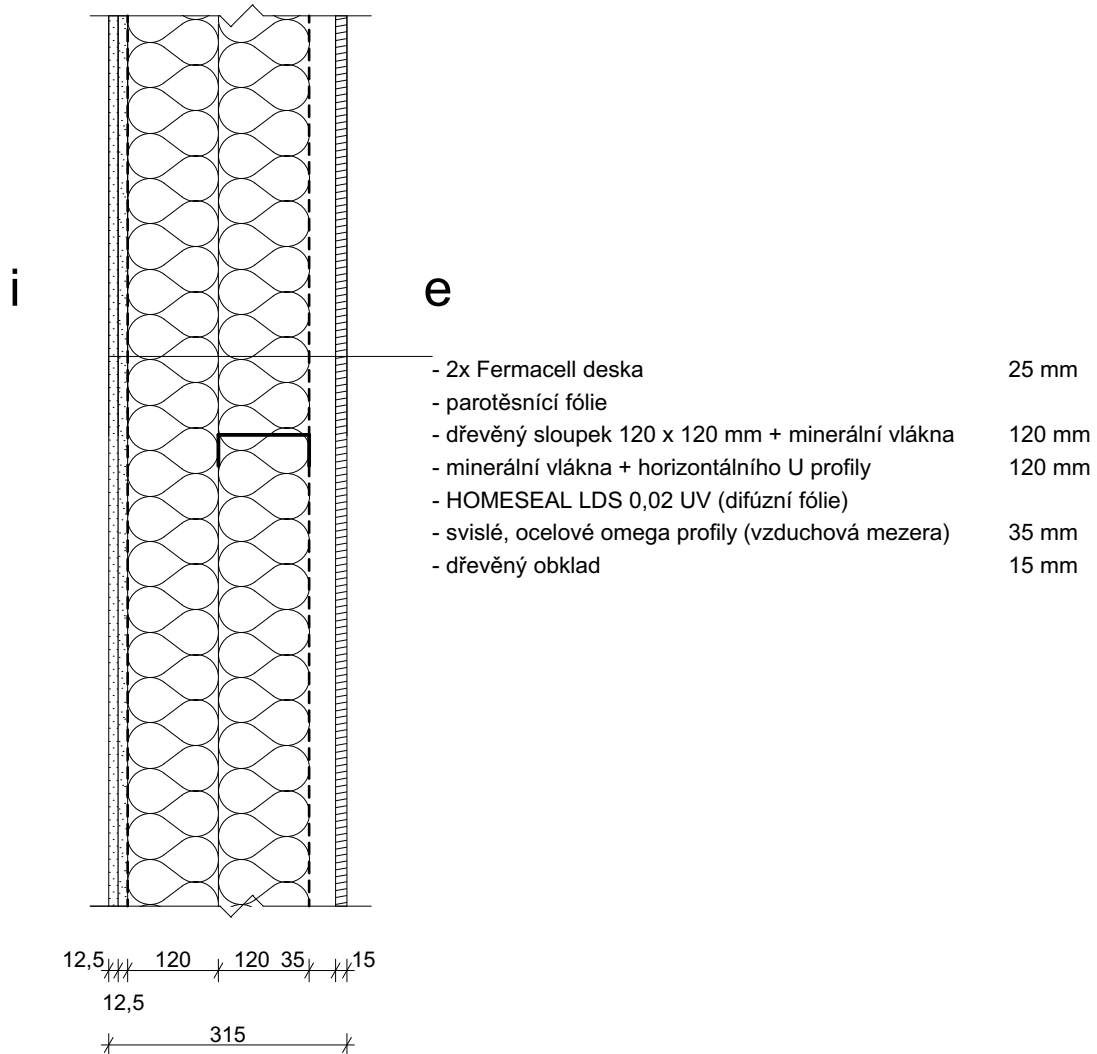 i
e
- 2x Fermacell deska 25 mm
- parotěsnící fólie
- dřevěný sloupek 120 x 120 mm + minerální vlákna 120 mm
- minerální vlákna + horizontálního U profily 120 mm
- HOMESEAL LDS 0,02 UV (difúzní fólie)
- svislé, ocelové omega profily (vzduchová mezera) 35 mm
- dřevěný obklad 15 mm
12,5 120 120 35 15
12,5
315